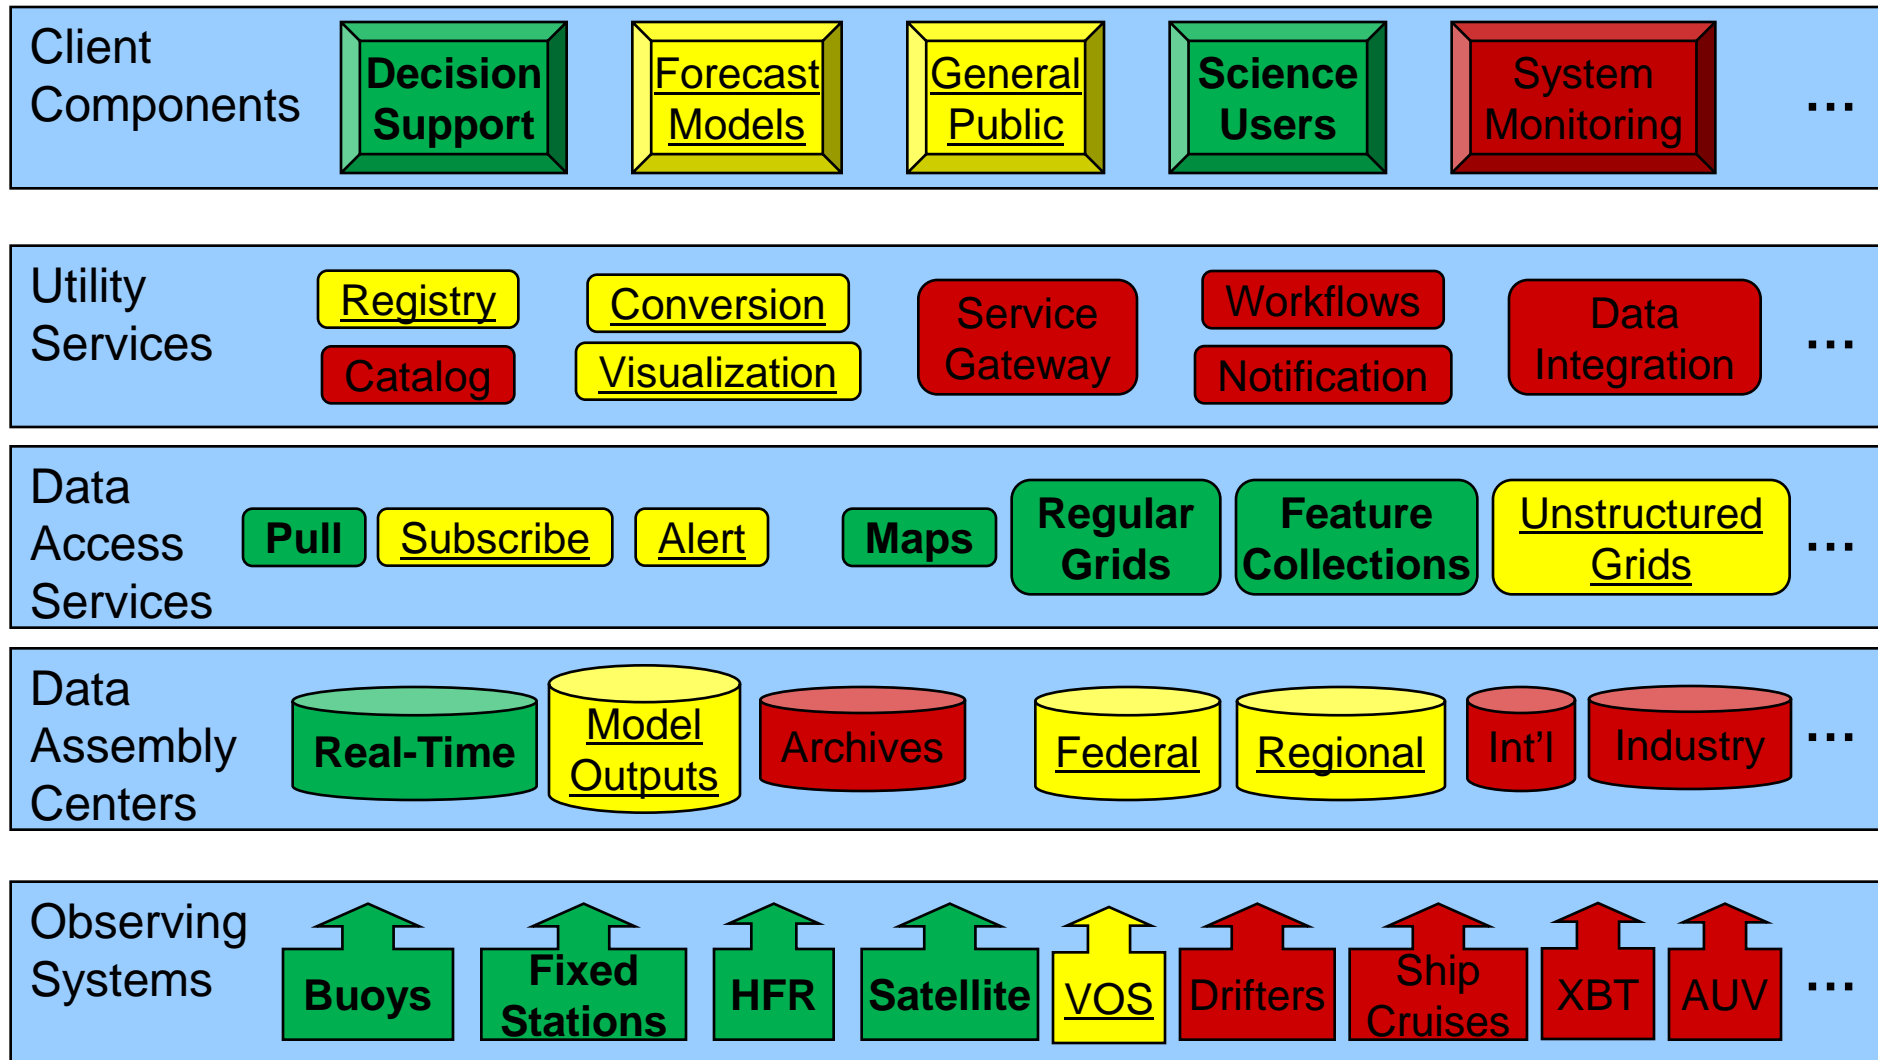 Client
Components
Decision
Support
Forecast
Models
General
Public
Science
Users
System
Monitoring
...
Utility
Services
Registry
Catalog
Conversion
Visualization
Service
Gateway
Workflows
Notification
Data
Integration
...
Data
Access
Services
Pull
Subscribe
Alert
Maps
Regular
Grids
Feature
Collections
Unstructured
Grids
...
Data
Assembly
Centers
Real-Time
Model
Outputs
Archives
Federal
Regional
Int’l
Industry
...
Observing
Systems
Buoys
Fixed
Stations
HFR
Satellite
VOS
Drifters
Ship
Cruises
XBT
AUV
...